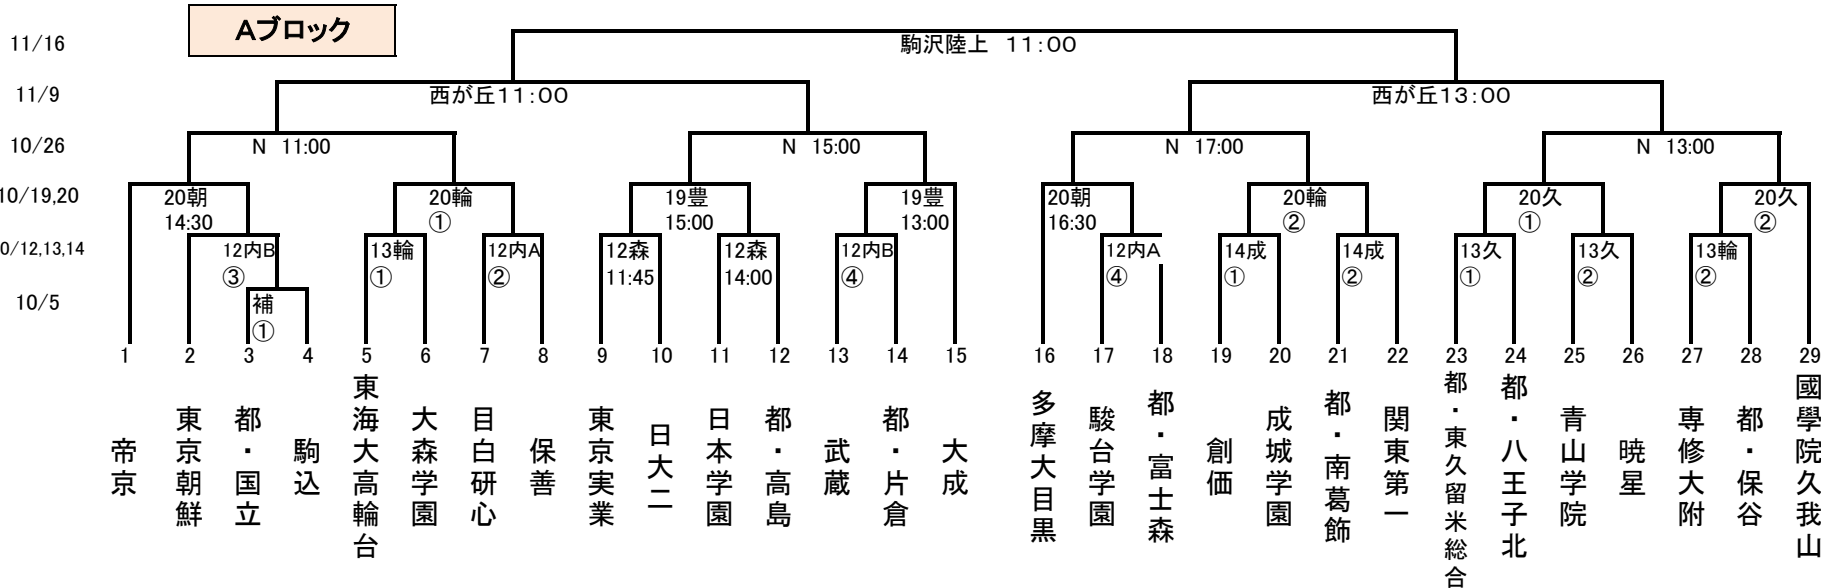 Aブロック
11/16
駒沢陸上 11:00
11/9
西が丘11:00
西が丘13:00
10/26
N 11:00
N 15:00
N 17:00
N 13:00
10/19,20
20朝
14:30
20輪
①
19豊
15:00
19豊
13:00
20朝
16:30
20輪
②
20久
①
20久
②
0/12,13,14
12内B
③
13輪
①
12内A
②
12森
11:45
12森
14:00
12内B
④
12内A
④
14成
①
14成
②
13久
①
13久
②
13輪
②
10/5
補
①
1 2 3 4 5 6 7 8 9 10 11 12 13 14 15 16 17 18 19 20 21 22 23 24 25 26 27 28 29
帝京
東京朝鮮
都・国立
駒込
東海大高輪台
大森学園
目白研心
保善
東京実業
日大二
日本学園
都・高島
武蔵
都・片倉
大成
多摩大目黒
駿台学園
都・富士森
創価
成城学園
都・南葛飾
関東第一
都・東久留米総合
都・八王子北
青山学院
暁星
専修大附
都・保谷
國學院久我山